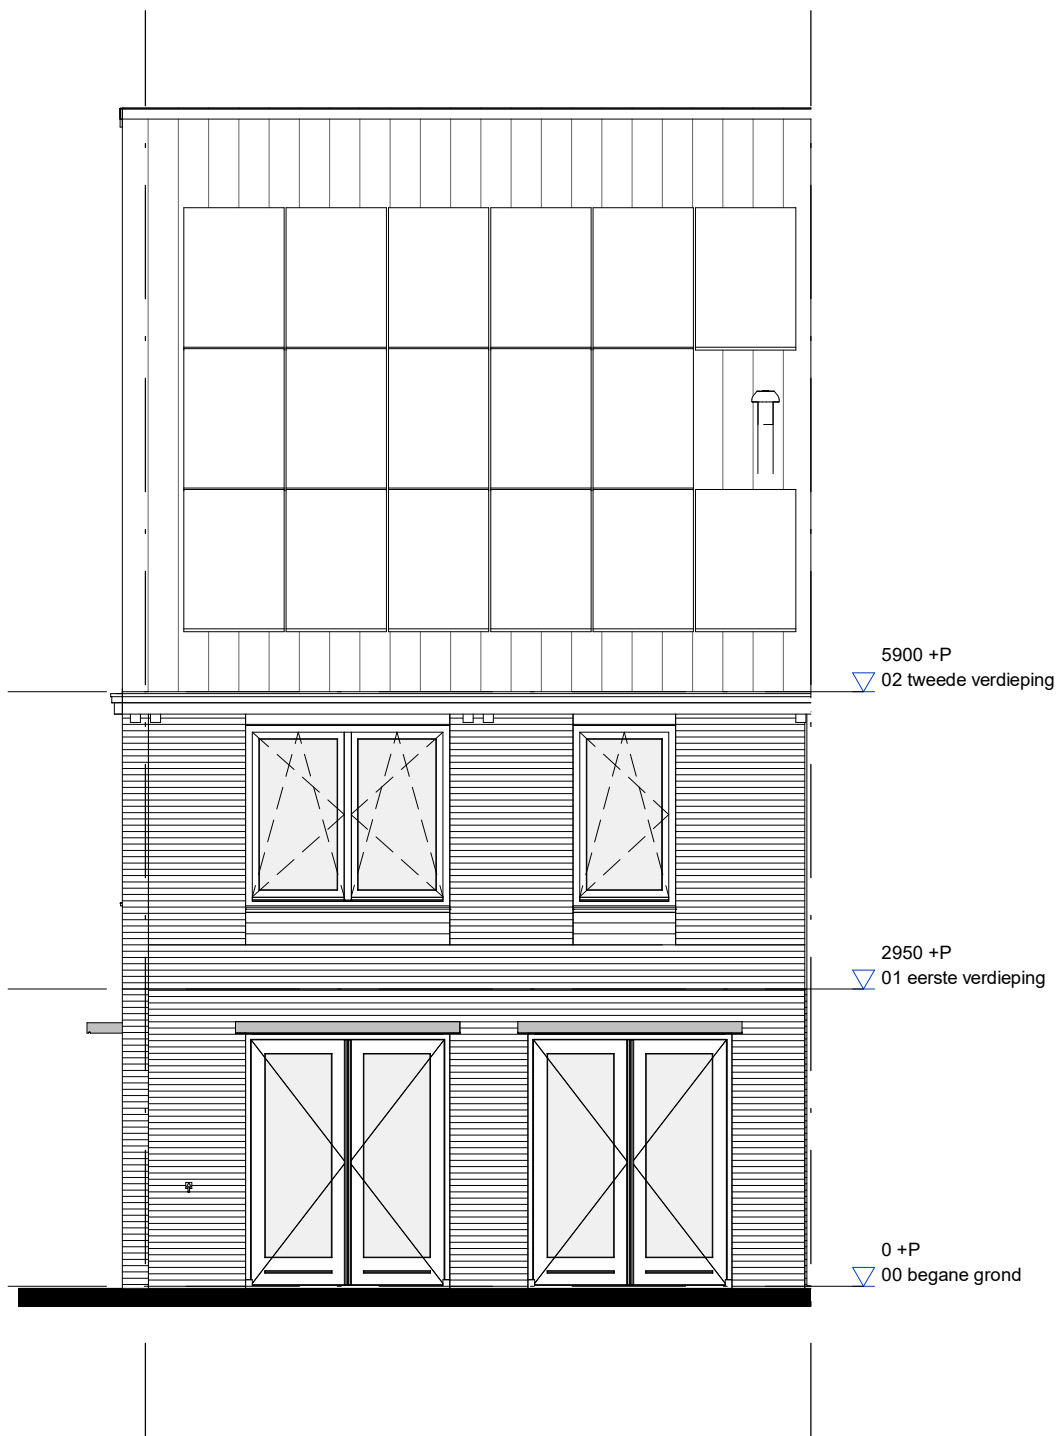 5900 +P
02 tweede verdieping
2950 +P
01 eerste verdieping
0 +P
00 begane grond